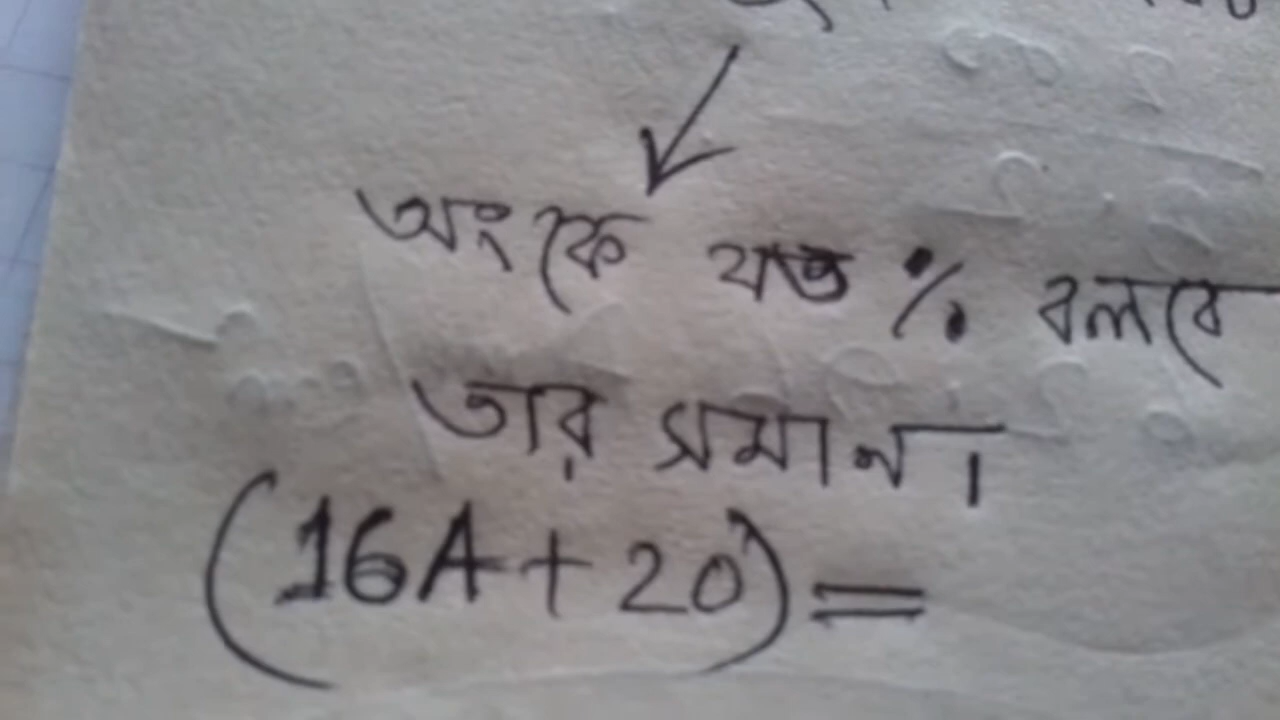 অংকে যত % বলবে
তার সমান।
(16A+20)=